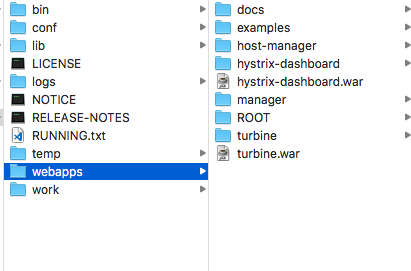 bin
conf
lib
LICENSE
logs
NOTICE
RELEASE-NOTES
RUNNING.txt
temp
webapps
work
docs
examples
host-manager
hystrix-dashboard
hystrix-dashboard.war
manager
ROOT
turbine
turbine.war